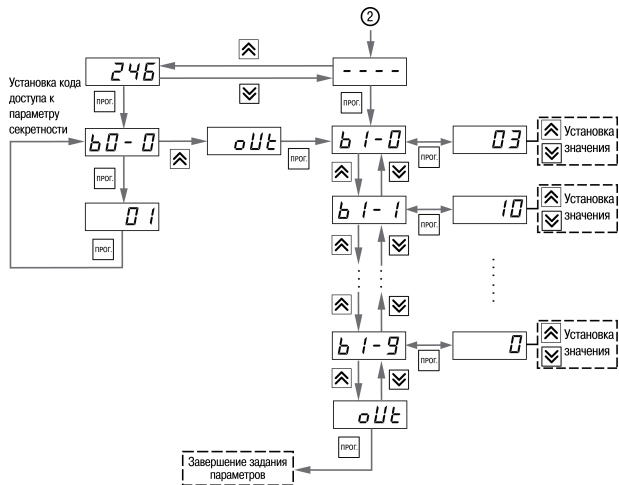 ②
246
- - - -
Установка кода
доступа к
параметру
секретности
ПРОГ.
ПРОГ.
b0-0
oUt
ПРОГ.
b1-0
ПРОГ.
03
Установка
значения
ПРОГ.
01
b1-1
ПРОГ.
10
Установка
значения
ПРОГ.
b1-9
ПРОГ.
0
Установка
значения
oUt
ПРОГ.
Завершение задания
параметров